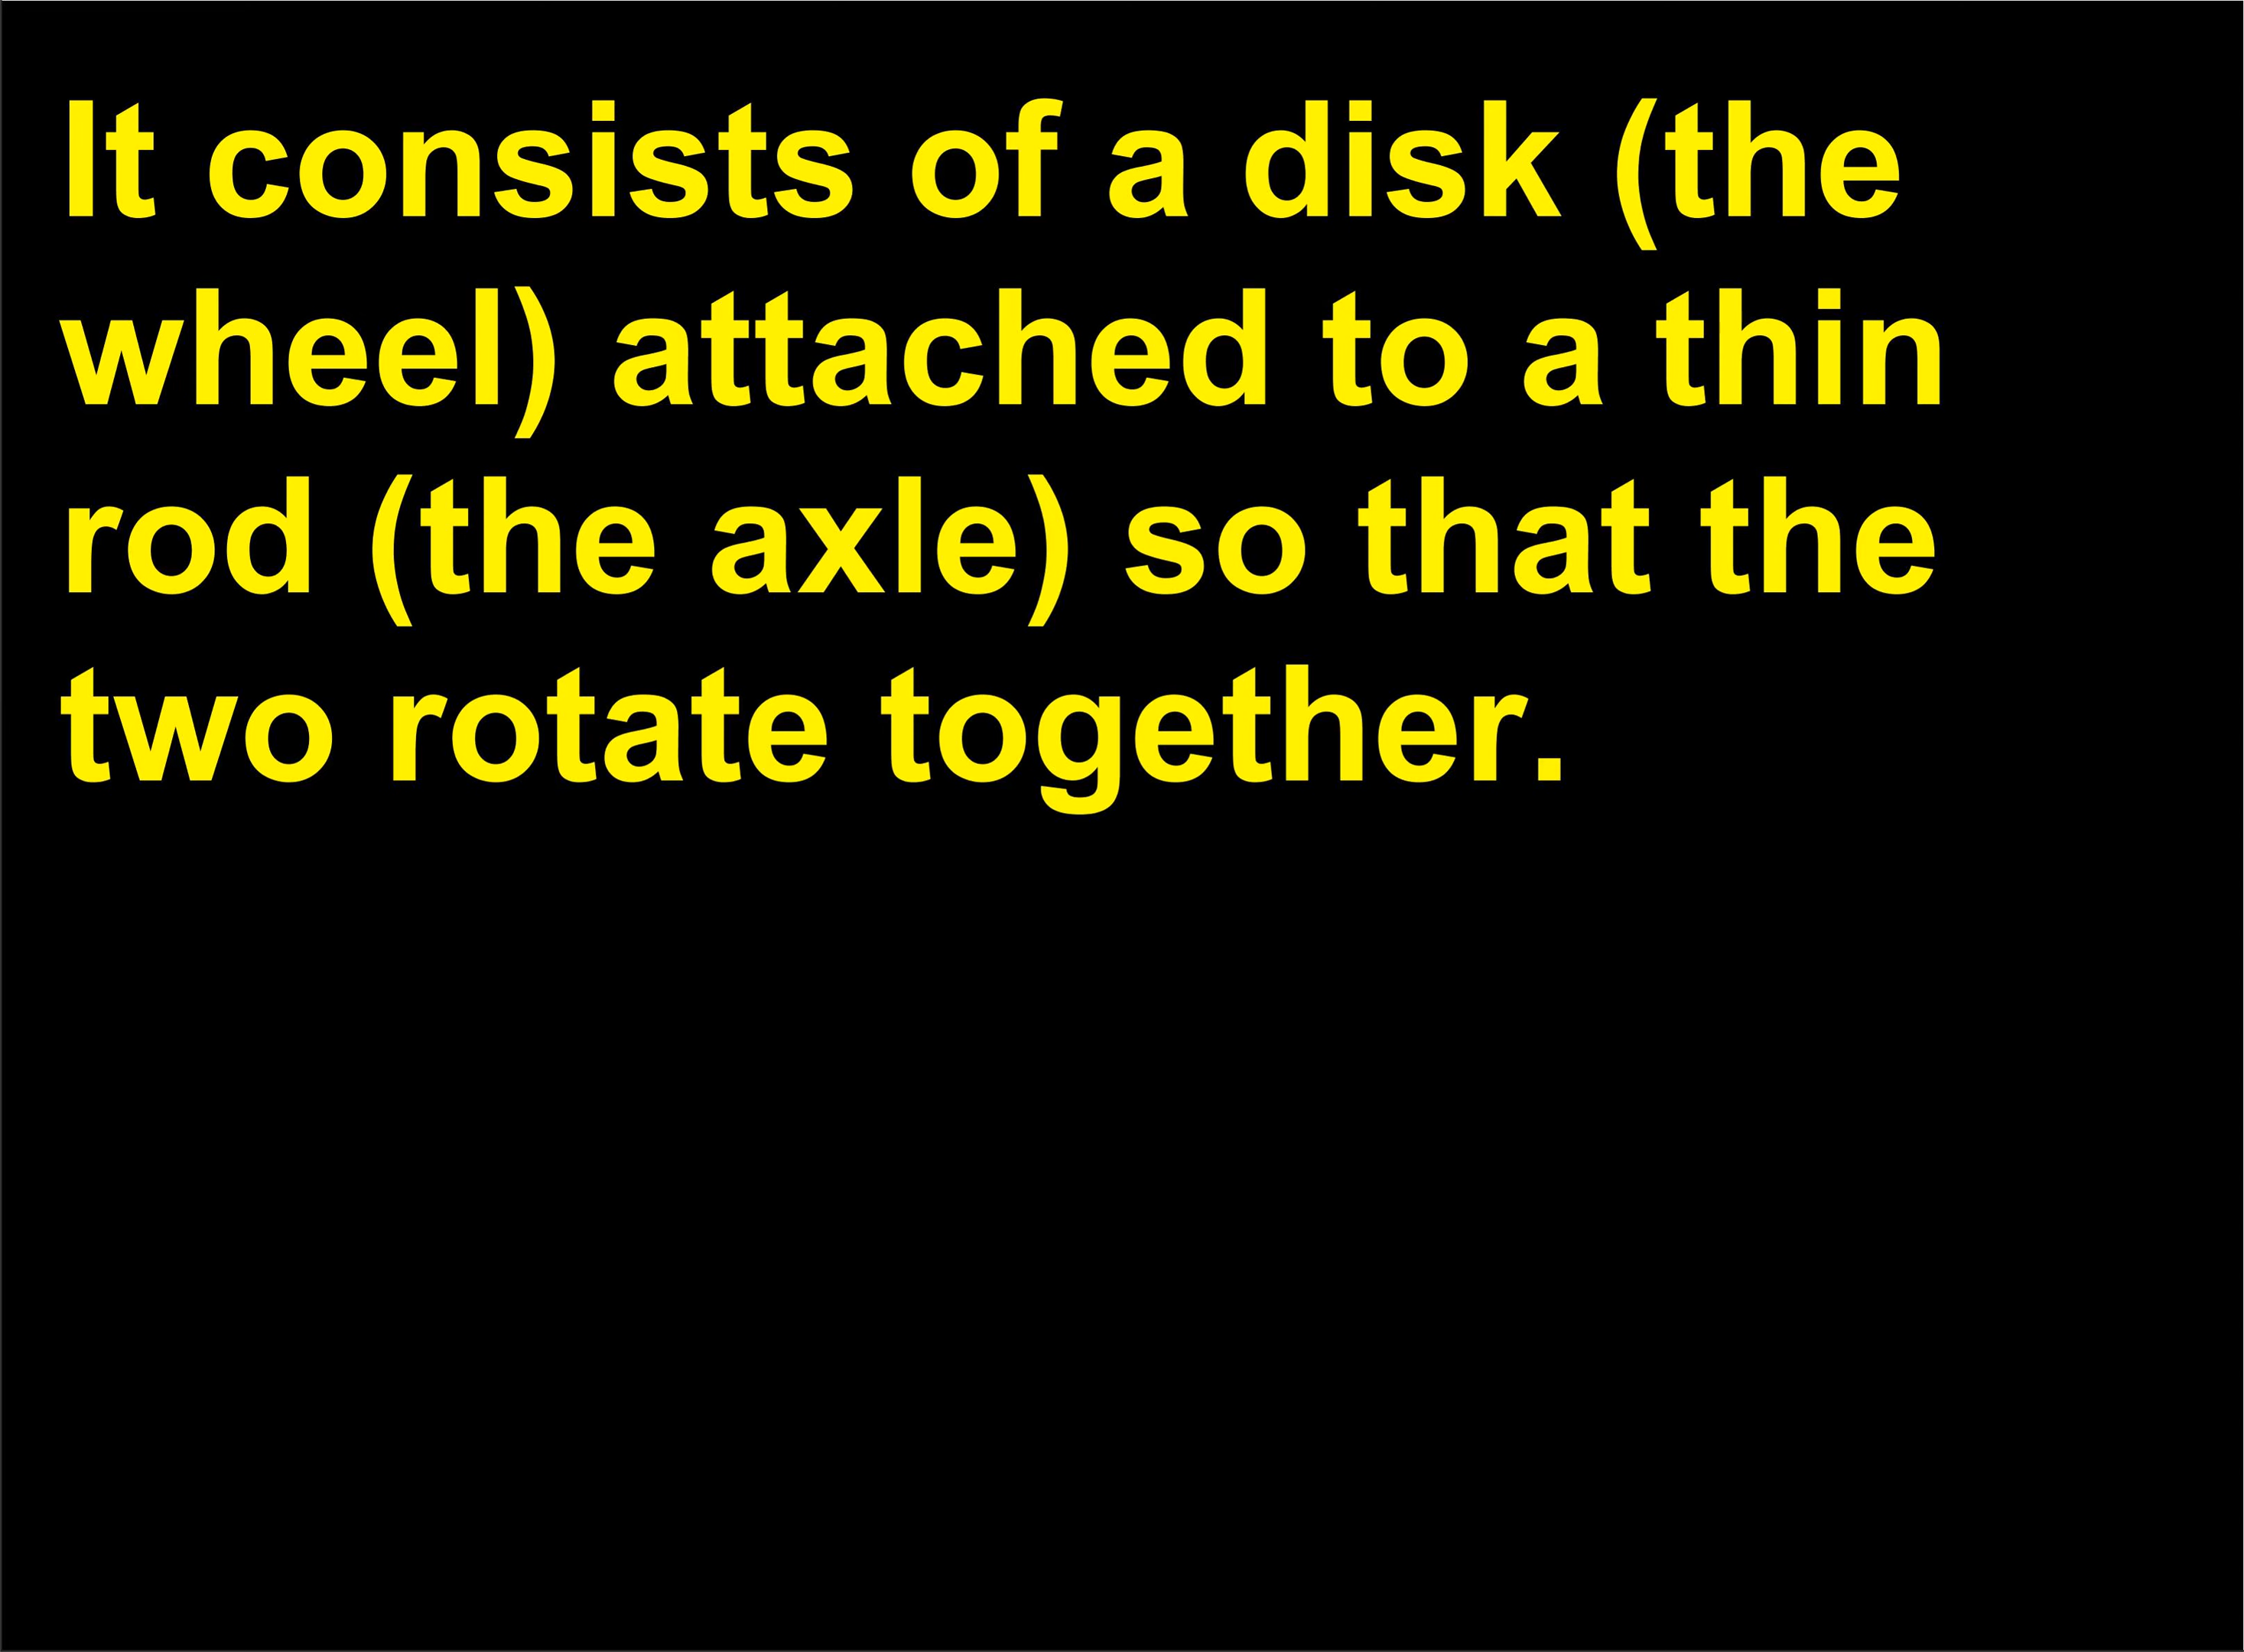 It consists of a disk (the
wheel) attached to a thin
rod (the axle) so that the
two rotate together.